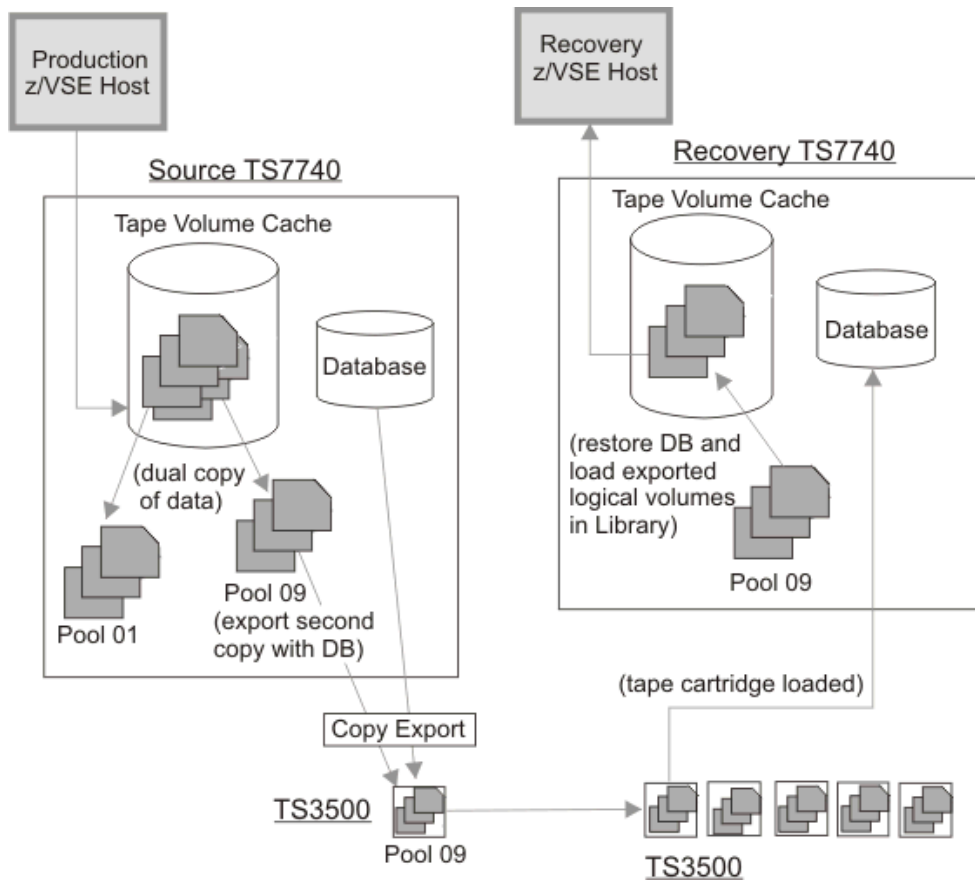 Production
z/VSE Host
Recovery
z/VSE Host
Source TS7740
Tape Volume Cache
Database
(dual copy
of data)
Pool 01
Pool 09
(export second
copy with DB)
Recovery TS7740
Tape Volume Cache
Database
(restore DB and
load exported
logical volumes
in Library)
Pool 09
(tape cartridge loaded)
Copy Export
TS3500
Pool 09
TS3500